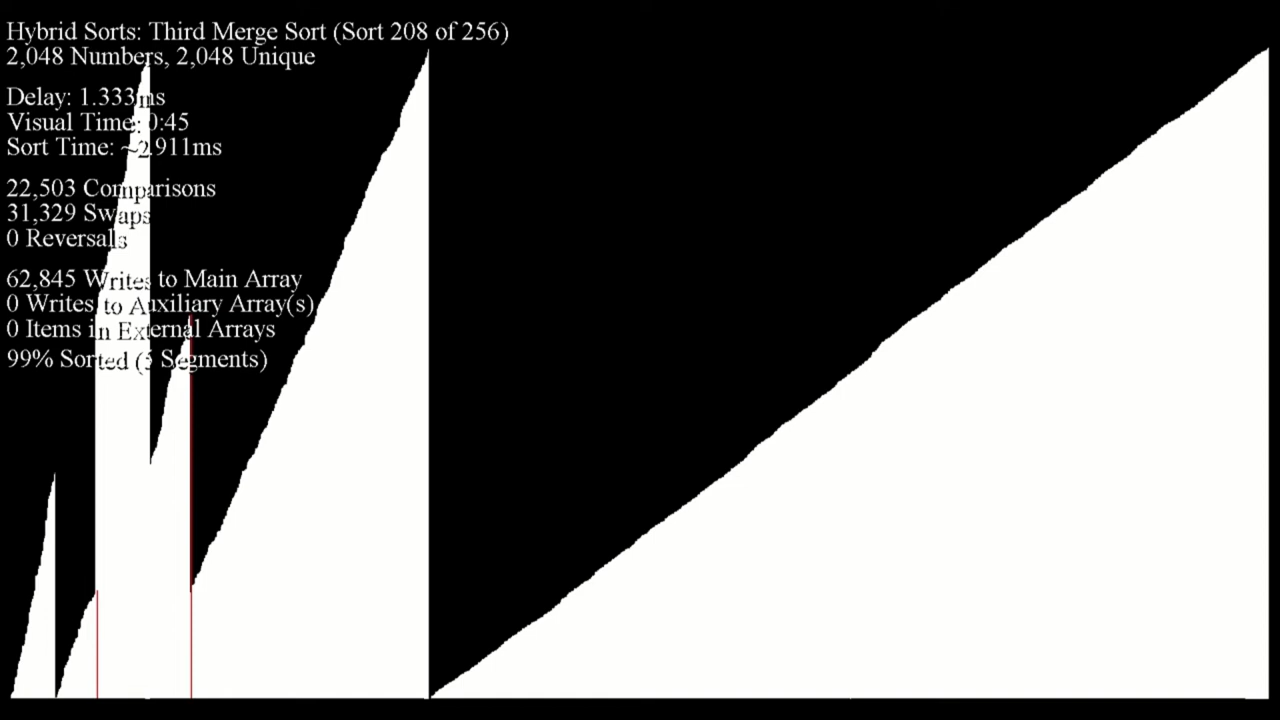 Hybrid Sorts: Third Merge Sort (Sort 208 of 256)
2,048 Numbers, 2,048 Unique
Delay: 1.333ms
Visual Time: 0:45
Sort Time: ~2.911ms
22,503 Comparisons
31,329 Swaps
0 Reversals
62,845 Writes to Main Array
0 Writes to Auxiliary Array(s)
0 Items in External Arrays
99% Sorted (5 Segments)